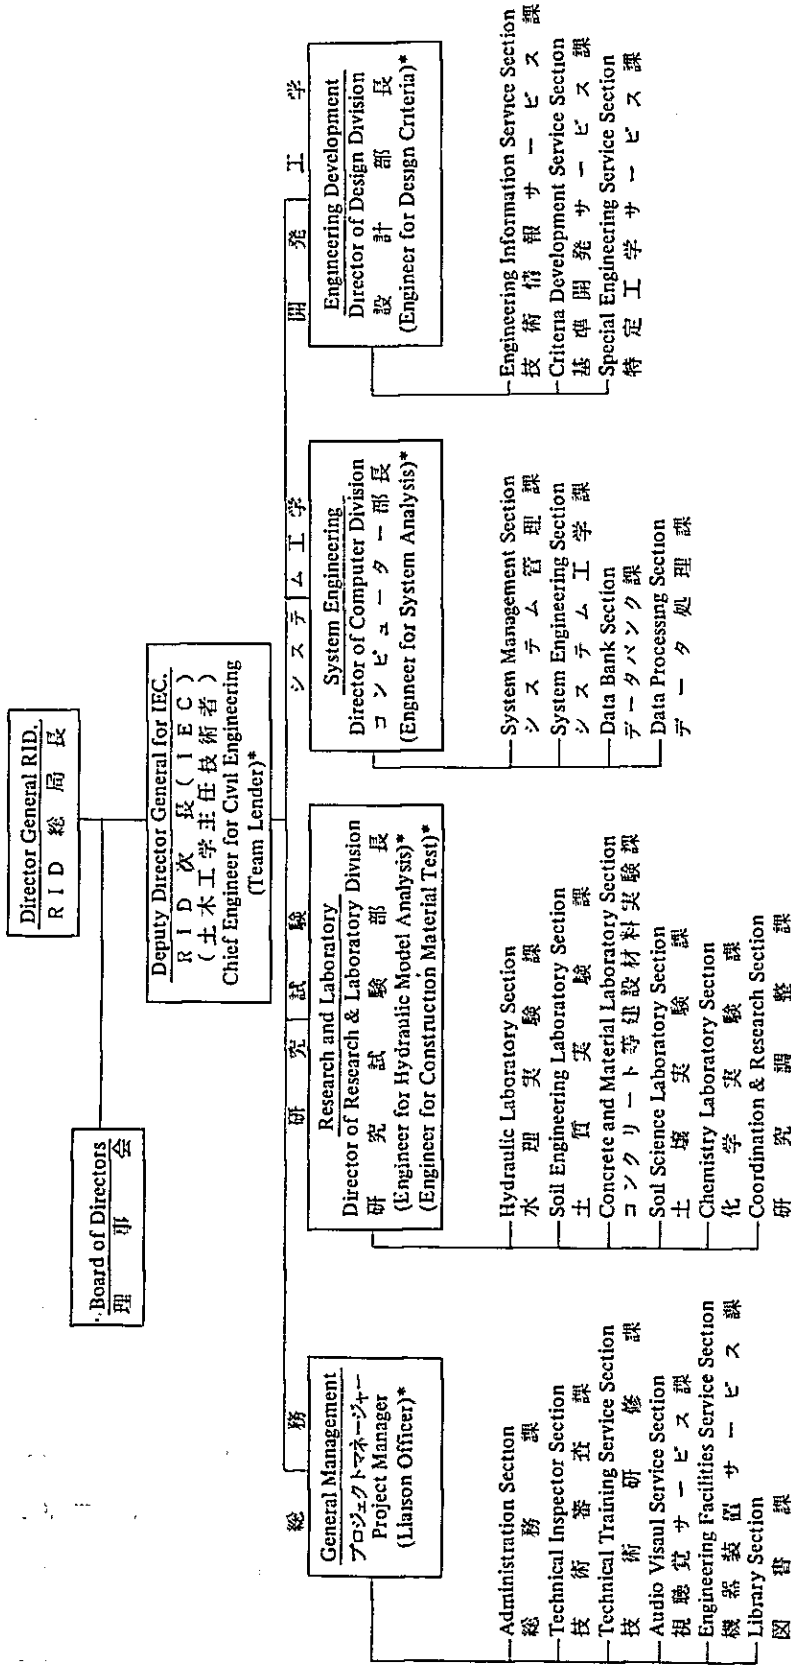 Director General RID.
RID 総局長
Board of Directors
理事会
Deputy Director General for IEC.
RID 次長(IEC)
(土木工学主任技術者)
Chief Engineer for Civil Engineering
(Team Lender)*
総務
General Management
プロジェクトマネージャー
Project Manager
(Liaison Officer)*
Administration Section
総務課
Technical Inspector Section
技術審査課
Technical Training Service Section
技術研修課
Audio Visaul Service Section
視聴覚サービス課
Engineering Facilities Service Section
機器装置サービス課
Library Section
図書課
研究試験
Research and Laboratory
Director of Research & Laboratory Division
研究試験部長
(Engineer for Hydraulic Model Analysis)*
(Engineer for Construction Material Test)*
Hydraulic Laboratory Section
水理実験課
Soil Engineering Laboratory Section
土質実験課
Concrete and Material Laboratory Section
コンクリート等建設材料実験課
Soil Science Laboratory Section
土壌実験課
Chemistry Laboratory Section
化学実験課
Coordination & Research Section
研究調整課
システム工学
System Engineering
Director of Computer Division
コンピューター部長
(Engineer for System Analysis)*
System Management Section
システム管理課
System Engineering Section
システム工学課
Data Bank Section
データバンク課
Data Processing Section
データ処理課
開発工学
Engineering Development
Director of Design Division
設計部長
(Engineer for Design Criteria)*
Engineering Information Service Section
技術情報サービス課
Criteria Development Service Section
基準開発サービス課
Special Engineering Service Section
特定工学サービス課